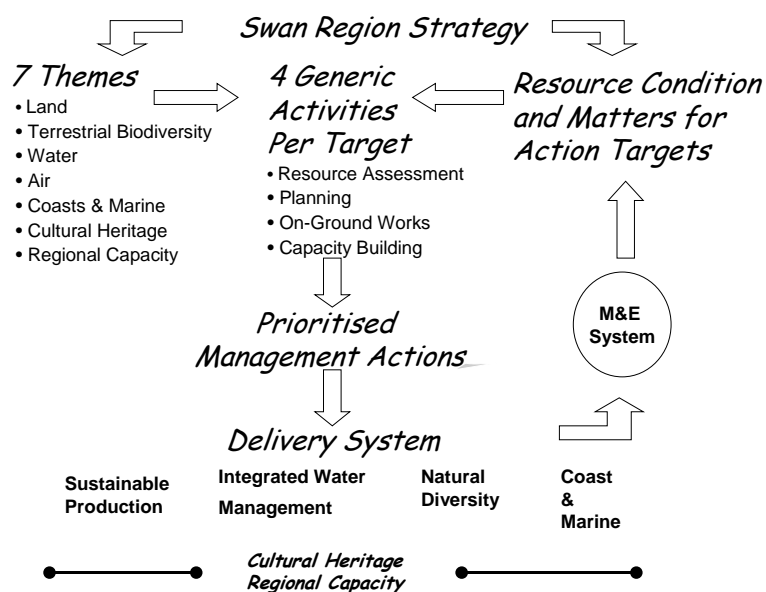 Swan Region Strategy
7 Themes
• Land
• Terrestrial Biodiversity
• Water
• Air
• Coasts & Marine
• Cultural Heritage
• Regional Capacity
4 Generic
Activities
Per Target
• Resource Assessment
• Planning
• On-Ground Works
• Capacity Building
Resource Condition
and Matters for
Action Targets
M&E
System
Prioritised
Management Actions
Delivery System
Sustainable
Production
Integrated Water
Management
Natural
Diversity
Coast
&
Marine
Cultural Heritage
Regional Capacity